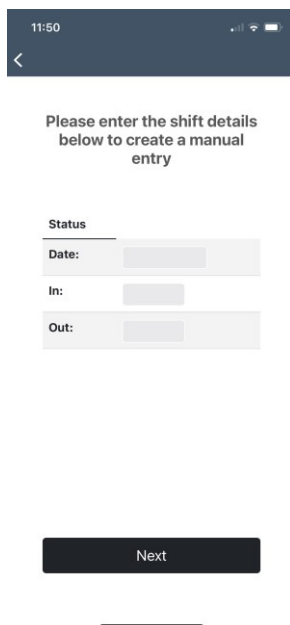 11:50
Please enter the shift details
below to create a manual
entry
Status
Date:
In:
Out:
Next